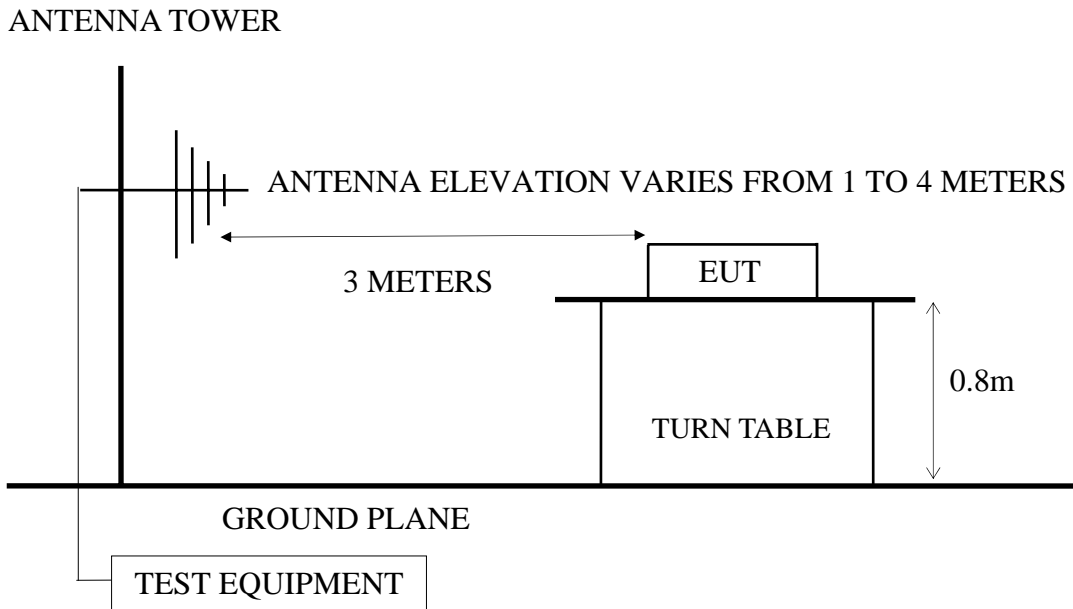 ANTENNA TOWER
ANTENNA ELEVATION VARIES FROM 1 TO 4 METERS
3 METERS
EUT
0.8m
TURN TABLE
GROUND PLANE
TEST EQUIPMENT